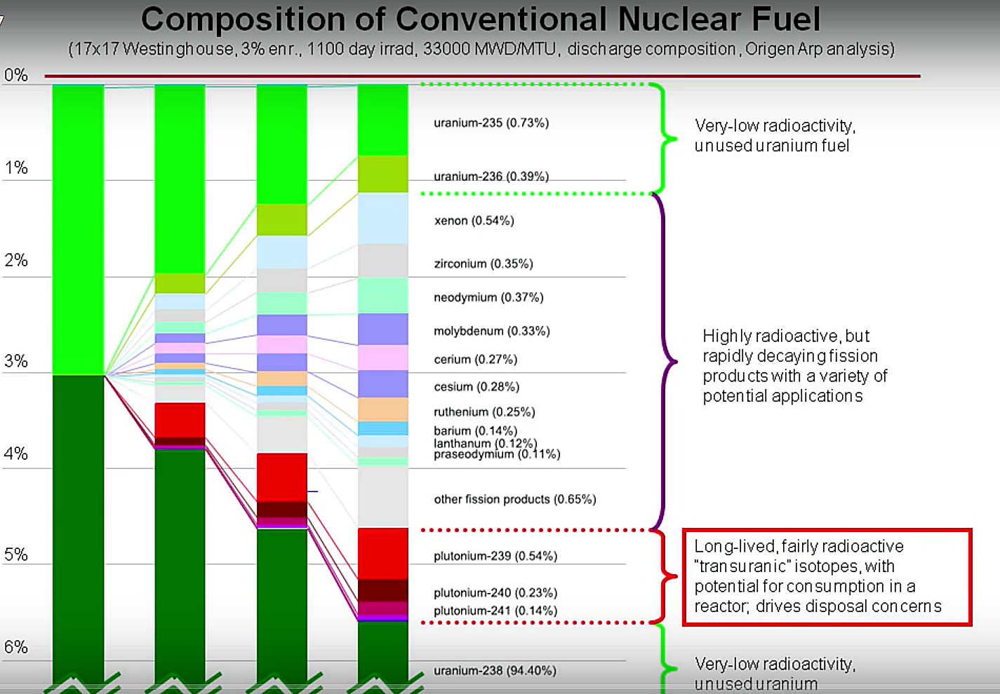 Composition of Conventional Nuclear Fuel
(17x17 Westinghouse, 3% enr., 1100 day irrad, 33000 MWD/MTU, discharge composition, Origen Arp analysis)
0%
1%
2%
3%
4%
5%
6%
uranium-235 (0.73%)
uranium-236 (0.39%)
xenon (0.54%)
zirconium (0.35%)
neodymium (0.37%)
molybdenum (0.33%)
cerium (0.27%)
cesium (0.28%)
ruthenium (0.25%)
barium (0.14%)
lanthanum (0.12%)
praseodymium (0.11%)
other fission products (0.65%)
plutonium-239 (0.54%)
plutonium-240 (0.23%)
plutonium-241 (0.14%)
uranium-238 (94.40%)
Very-low radioactivity,
unused uranium fuel
Highly radioactive, but
rapidly decaying fission
products with a variety of
potential applications
Long-lived, fairly radioactive
"transuranic" isotopes, with
potential for consumption in a
reactor; drives disposal concerns
Very-low radioactivity,
unused uranium